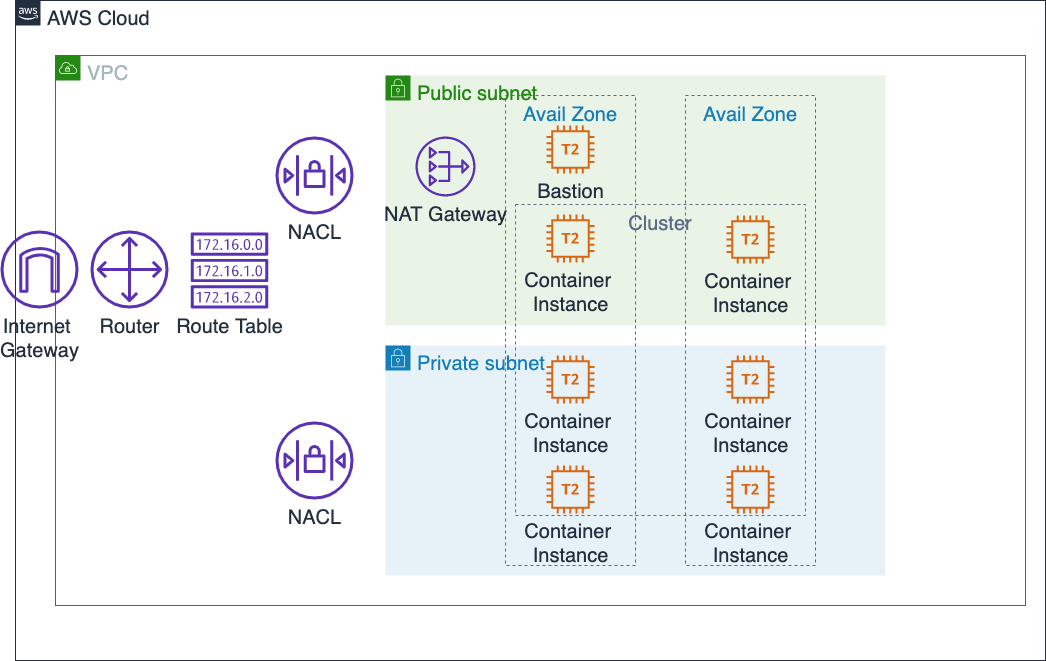 aws
AWS Cloud
VPC
Public subnet
Avail Zone
Avail Zone
T2
Bastion
NACL
NAT Gateway
Cluster
T2
T2
Container
Instance
Container
Instance
172.16.0.0
172.16.1.0
172.16.2.0
Internet
Gateway
Router
Route Table
Private subnet
T2
T2
Container
Instance
Container
Instance
T2
T2
NACL
Container
Instance
Container
Instance